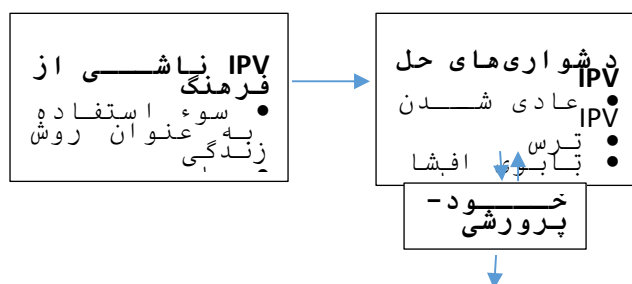 IPV ناشی از
فرهنگ
• سوء استفاده
به عنوان روش
زندگی
دشواری‌های حل
IPV
• عادی شدن
IPV
• ترس
• تابوی افشا
خود-
پرورشی